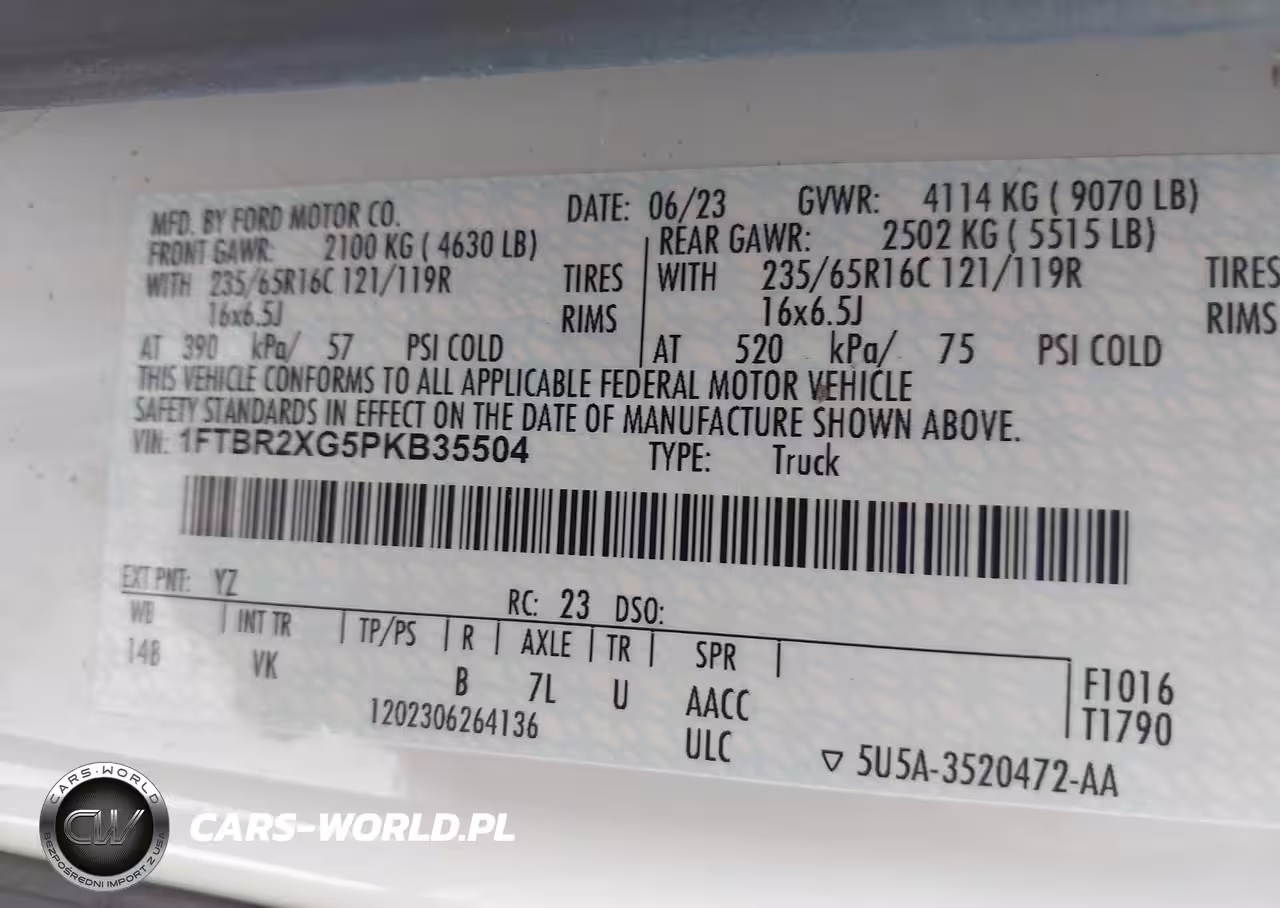 MFD. BY FORD MOTOR CO. DATE: 06/23 GVWR: 4114 KG ( 9070 LB)
FRONT GAWR: 2100 KG ( 4630 LB) REAR GAWR: 2502 KG ( 5515 LB)
WITH 235/65R16C 121/119R TIRES WITH 235/65R16C 121/119R TIRES
16x6.5J RIMS 16x6.5J RIMS
AT 390 kPa/ 57 PSI COLD AT 520 kPa/ 75 PSI COLD
THIS VEHICLE CONFORMS TO ALL APPLICABLE FEDERAL MOTOR VEHICLE
SAFETY STANDARDS IN EFFECT ON THE DATE OF MANUFACTURE SHOWN ABOVE.
VIN: 1FTBR2XG5PKB35504 TYPE: Truck
EXT PNT: YZ RC: 23 DSO:
WB INT TR TP/PS R AXLE TR SPR
148 VK B 7L U AACC F1016
1202306264136 ULC T1790
▽ 5U5A-3520472-AA
CARS-WORLD
CW
BEZPOŚREDNI IMPORT Z USA
CARS-WORLD.PL